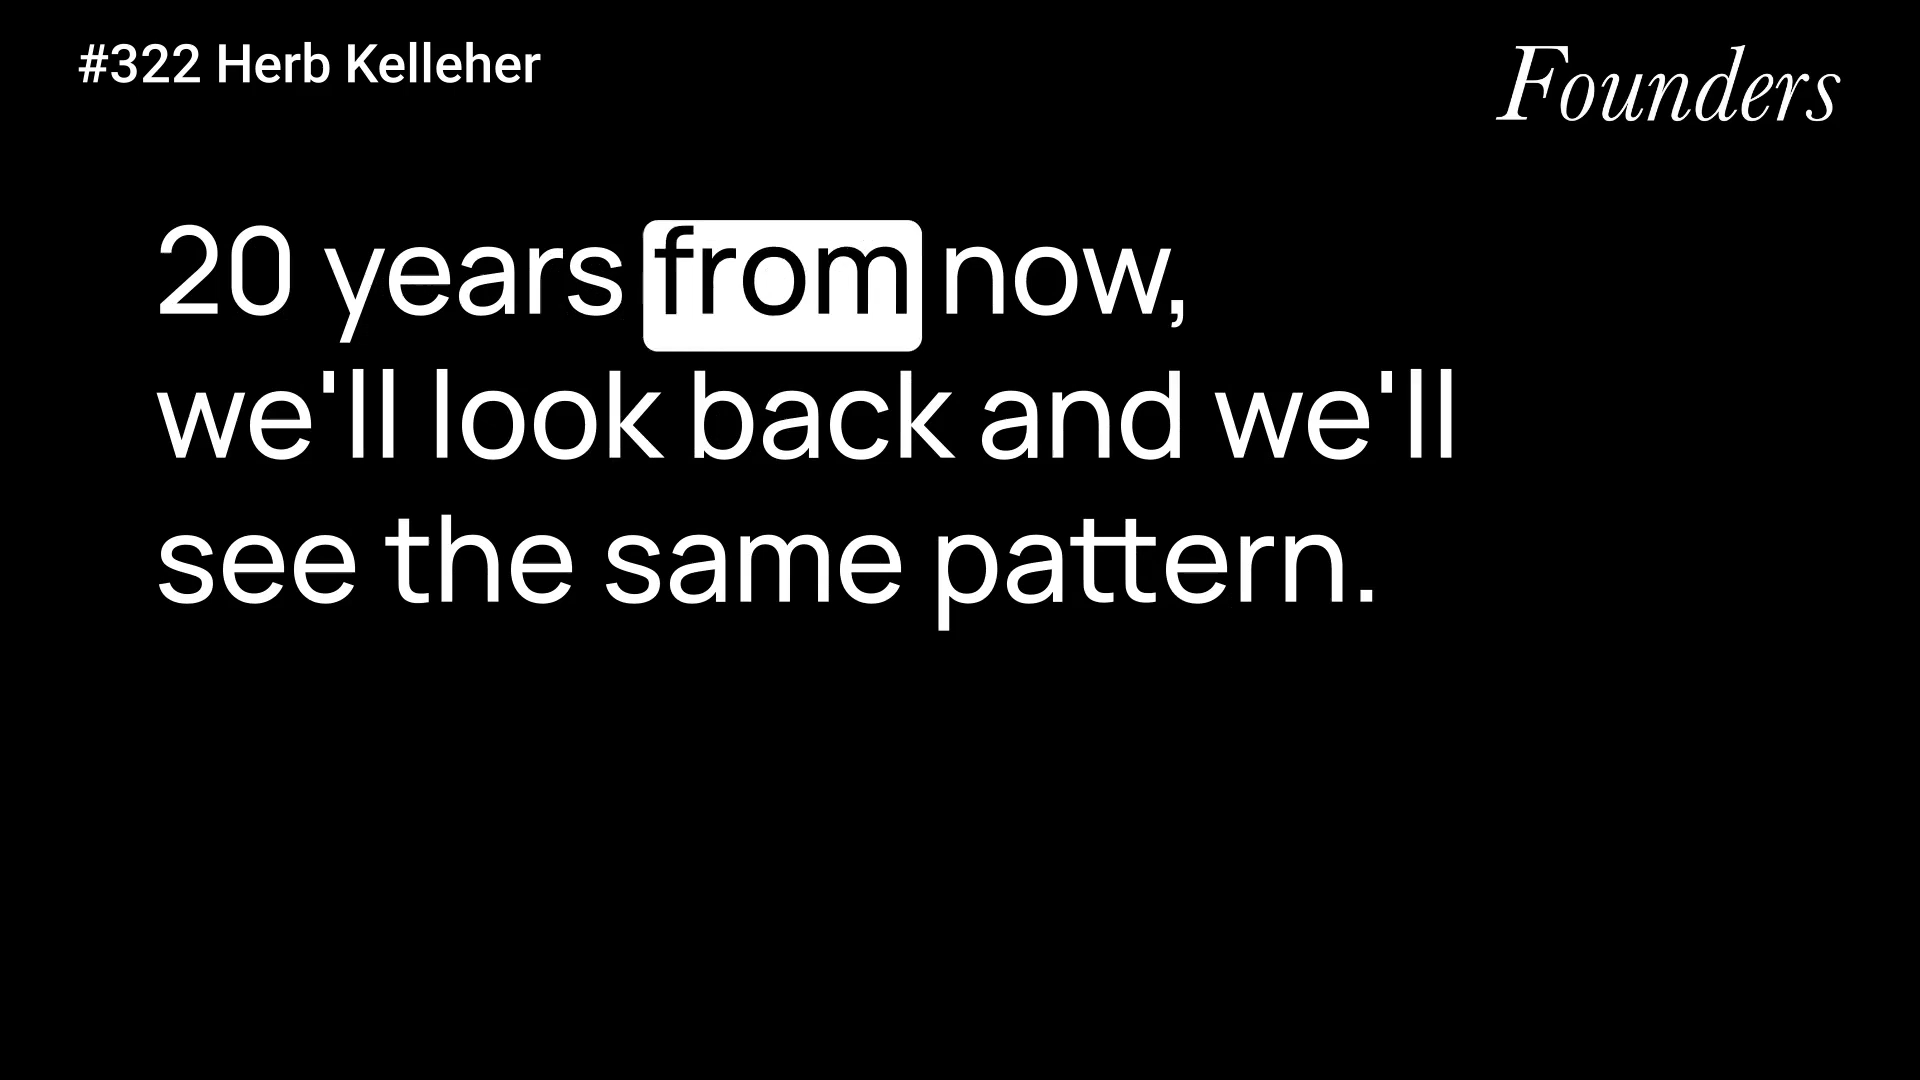 #322 Herb Kelleher
Founders
20 years from now,
we'll look back and we'll
see the same pattern.